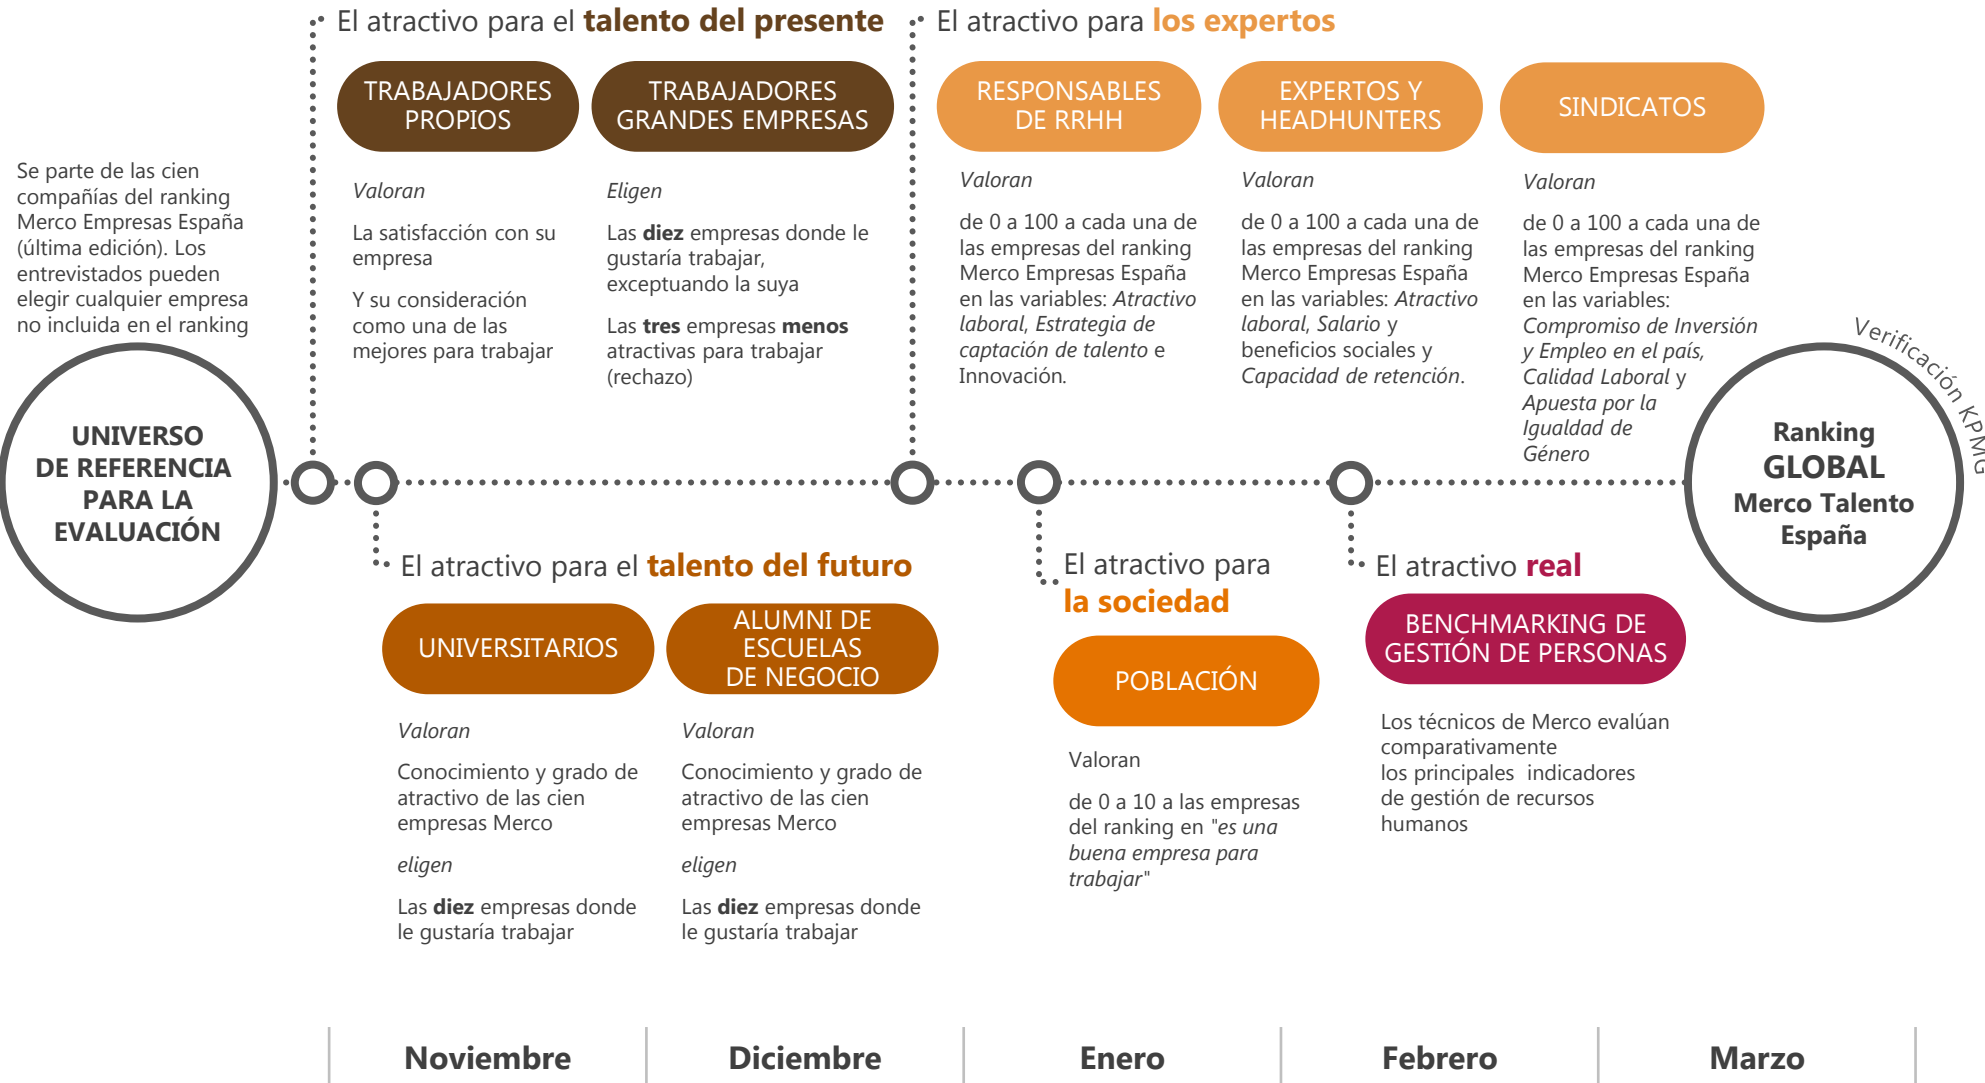 El atractivo para el talento del presente
TRABAJADORES
PROPIOS
Valoran
La satisfacción con su
empresa
Y su consideración
como una de las
mejores para trabajar
TRABAJADORES
GRANDES EMPRESAS
Eligen
Las diez empresas donde le
gustaría trabajar,
exceptuando la suya
Las tres empresas menos
atractivas para trabajar
(rechazo)
El atractivo para los expertos
RESPONSABLES
DE RRHH
Valoran
de 0 a 100 a cada una de
las empresas del ranking
Merco Empresas España
en las variables: Atractivo
laboral, Estrategia de
captación de talento e
Innovación.
EXPERTOS Y
HEADHUNTERS
Valoran
de 0 a 100 a cada una de
las empresas del ranking
Merco Empresas España
en las variables: Atractivo
laboral, Salario y
beneficios sociales y
Capacidad de retención.
SINDICATOS
Valoran
de 0 a 100 a cada una de
las empresas del ranking
Merco Empresas España
en las variables:
Compromiso de Inversión
y Empleo en el país,
Calidad Laboral y
Apuesta por la
Igualdad de
Género
Se parte de las cien
compañías del ranking
Merco Empresas España
(última edición). Los
entrevistados pueden
elegir cualquier empresa
no incluida en el ranking
UNIVERSO
DE REFERENCIA
PARA LA
EVALUACIÓN
Verificación KPMG
Ranking
GLOBAL
Merco Talento
España
El atractivo para el talento del futuro
UNIVERSITARIOS
Valoran
Conocimiento y grado de
atractivo de las cien
empresas Merco
eligen
Las diez empresas donde
le gustaría trabajar
ALUMNI DE
ESCUELAS
DE NEGOCIO
Valoran
Conocimiento y grado de
atractivo de las cien
empresas Merco
eligen
Las diez empresas donde
le gustaría trabajar
El atractivo para
la sociedad
POBLACIÓN
Valoran
de 0 a 10 a las empresas
del ranking en "es una
buena empresa para
trabajar"
El atractivo real
BENCHMARKING DE
GESTIÓN DE PERSONAS
Los técnicos de Merco evalúan
comparativamente
los principales indicadores
de gestión de recursos
humanos
Noviembre
Diciembre
Enero
Febrero
Marzo